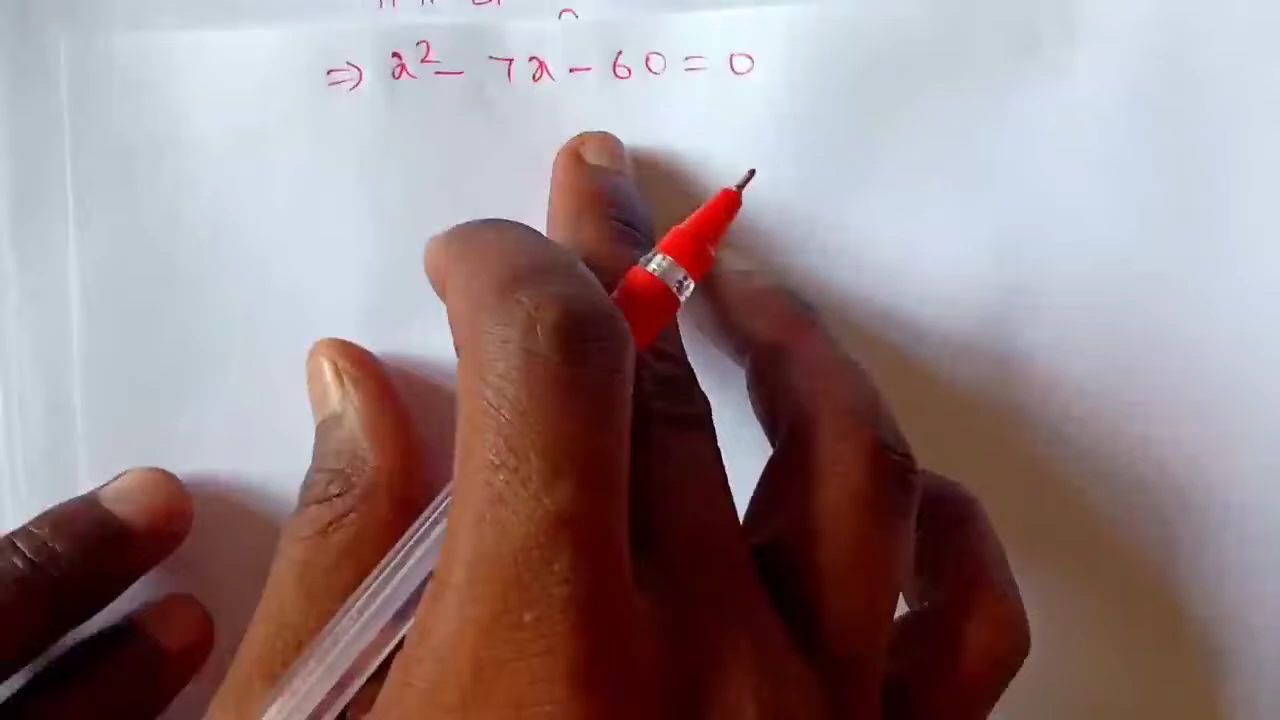 ⇒ x² - 7x - 60 = 0